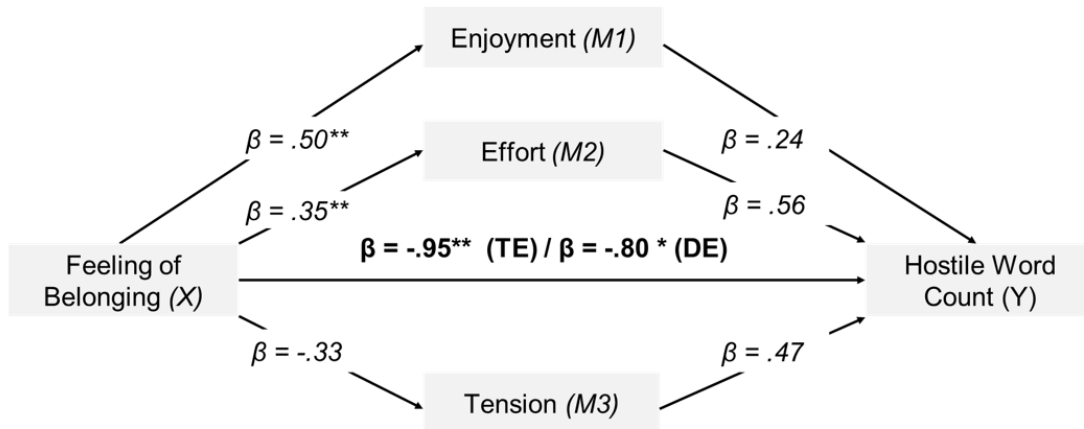 Enjoyment (M1)
β = .50**
β = .24
Effort (M2)
β = .35**
β = .56
β = -.95** (TE) / β = -.80 * (DE)
Feeling of
Belonging (X)
Hostile Word
Count (Y)
β = -.33
β = .47
Tension (M3)